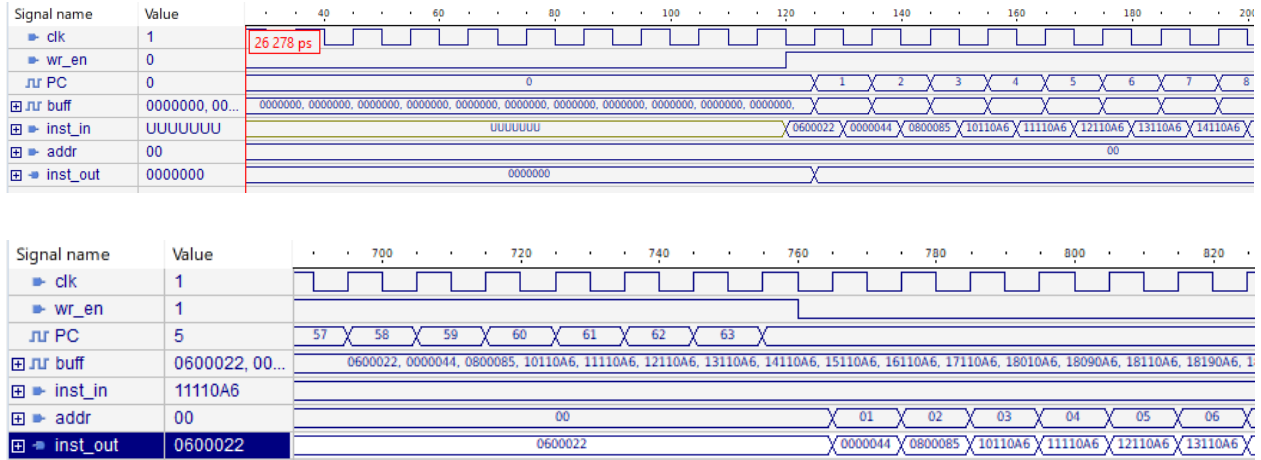 Signal name Value 40 60 80 100 120 140 160 180 200
clk 1 26 278 ps
wr_en 0
PC 0 0 1 2 3 4 5 6 7 8
buff 0000000, 00... 0000000, 0000000, 0000000, 0000000, 0000000, 0000000, 0000000, 0000000, 0000000, 0000000, 0000000,
inst_in UUUUUUU UUUUUUU 0600022 0000044 0800085 10110A6 11110A6 12110A6 13110A6 14110A6
addr 00 00
inst_out 0000000 0000000
Signal name Value 700 720 740 760 780 800 820
clk 1
wr_en 1
PC 5 57 58 59 60 61 62 63
buff 0600022, 00... 0600022, 0000044, 0800085, 10110A6, 11110A6, 12110A6, 13110A6, 14110A6, 15110A6, 16110A6, 17110A6, 18010A6, 18090A6, 18110A6, 18190A6,
inst_in 11110A6
addr 00 00 01 02 03 04 05 06
inst_out 0600022 0600022 0000044 0800085 10110A6 11110A6 12110A6 13110A6